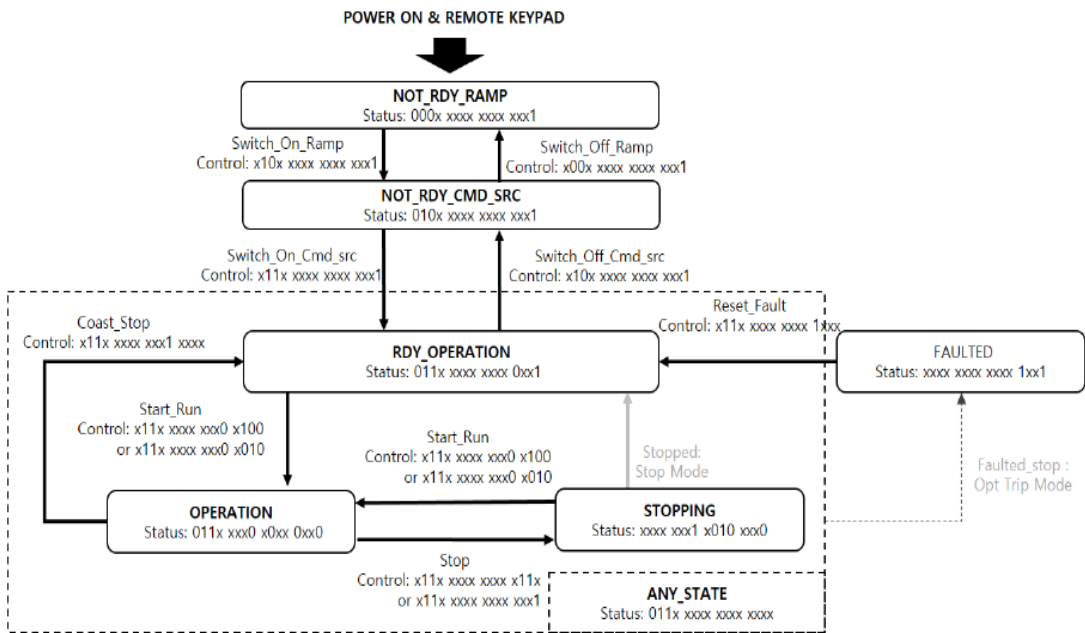 POWER ON & REMOTE KEYPAD
NOT_RDY_RAMP
Status: 000x xxxx xxxx xxx1
Switch_On_Ramp
Control: x10x xxxx xxxx xxx1
Switch_Off_Ramp
Control: x00x xxxx xxxx xxx1
NOT_RDY_CMD_SRC
Status: 010x xxxx xxxx xxx1
Switch_On_Cmd_src
Control: x11x xxxx xxxx xxx1
Switch_Off_Cmd_src
Control: x10x xxxx xxxx xxx1
Coast_Stop
Control: x11x xxxx xxx1 xxxx
Reset_Fault
Control: x11x xxxx xxxx 1xxx
RDY_OPERATION
Status: 011x xxxx xxxx 0xx1
FAULTED
Status: xxxx xxxx xxxx 1xx1
Start_Run
Control: x11x xxxx xxx0 x100
or x11x xxxx xxx0 x010
Start_Run
Control: x11x xxxx xxx0 x100
or x11x xxxx xxx0 x010
Stopped:
Stop Mode
Faulted_stop :
Opt Trip Mode
OPERATION
Status: 011x xxx0 x0xx 0xx0
STOPPING
Status: xxxx xxx1 x010 xxx0
Stop
Control: x11x xxxx xxxx x11x
or x11x xxxx xxxx xxx1
ANY_STATE
Status: 011x xxxx xxxx xxxx